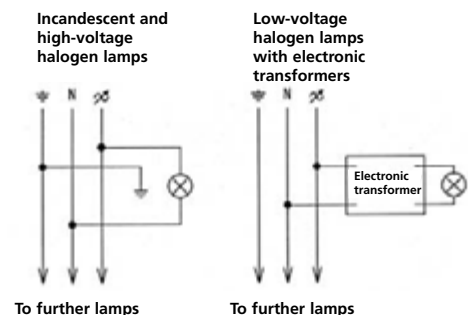 Incandescent and
high-voltage
halogen lamps
N
To further lamps
Low-voltage
halogen lamps
with electronic
transformers
N
Electronic
transformer
To further lamps